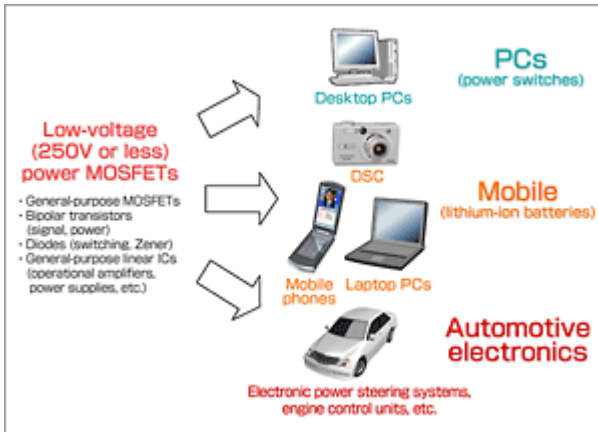 Low-voltage
(250V or less)
power MOSFETs
・General-purpose MOSFETs
・Bipolar transistors
(signal, power)
・Diodes (switching, Zener)
・General-purpose linear ICs
(operational amplifiers,
power supplies, etc.)
Desktop PCs
PCs
(power switches)
DSC
Mobile
(lithium-ion batteries)
Mobile
phones
Laptop PCs
Automotive
electronics
Electronic power steering systems,
engine control units, etc.